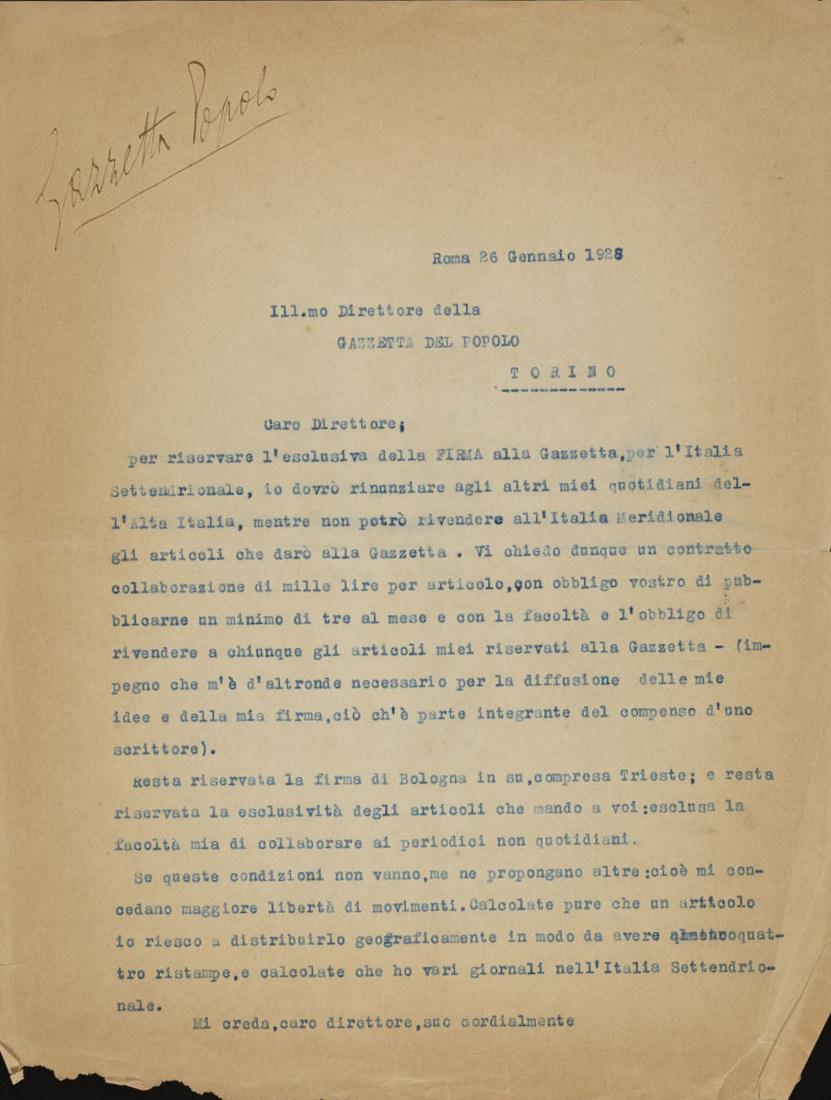 Gazzetta Popolo
Roma 26 Gennaio 1928
Ill.mo Direttore della
GAZZETTA DEL POPOLO
T O R I N O
Caro Direttore;
per riservare l'esclusiva della FIRMA alla Gazzetta,per l'Italia
Settendrionale, io dovrò rinunziare agli altri miei quotidiani del-
l'Alta Italia, mentre non potrò rivendere all'Italia Meridionale
gli articoli che darò alla Gazzetta . Vi chiedo dunque un contratto
collaborazione di mille lire per articolo,con obbligo vostro di pub-
blicarne un minimo di tre al mese e con la facoltà e l'obbligo di
rivendere a chiunque gli articoli miei riservati alla Gazzetta - (im-
pegno che m'è d'altronde necessario per la diffusione delle mie
idee e della mia firma,ciò ch'è parte integrante del compenso d'uno
scrittore).
Resta riservata la firma di Bologna in su,compresa Trieste; e resta
riservata la esclusività degli articoli che mando a voi:esclusa la
facoltà mia di collaborare ai periodici non quotidiani.
Se queste condizioni non vanno,me ne propongano altre:cioè mi con-
cedano maggiore libertà di movimenti.Calcolate pure che un articolo
io riesco a distribuirlo geograficamente in modo da avere quat-
tro ristampe,e calcolate che ho vari giornali nell'Italia Settendrio-
nale.
Mi creda,caro direttore,suo cordialmente